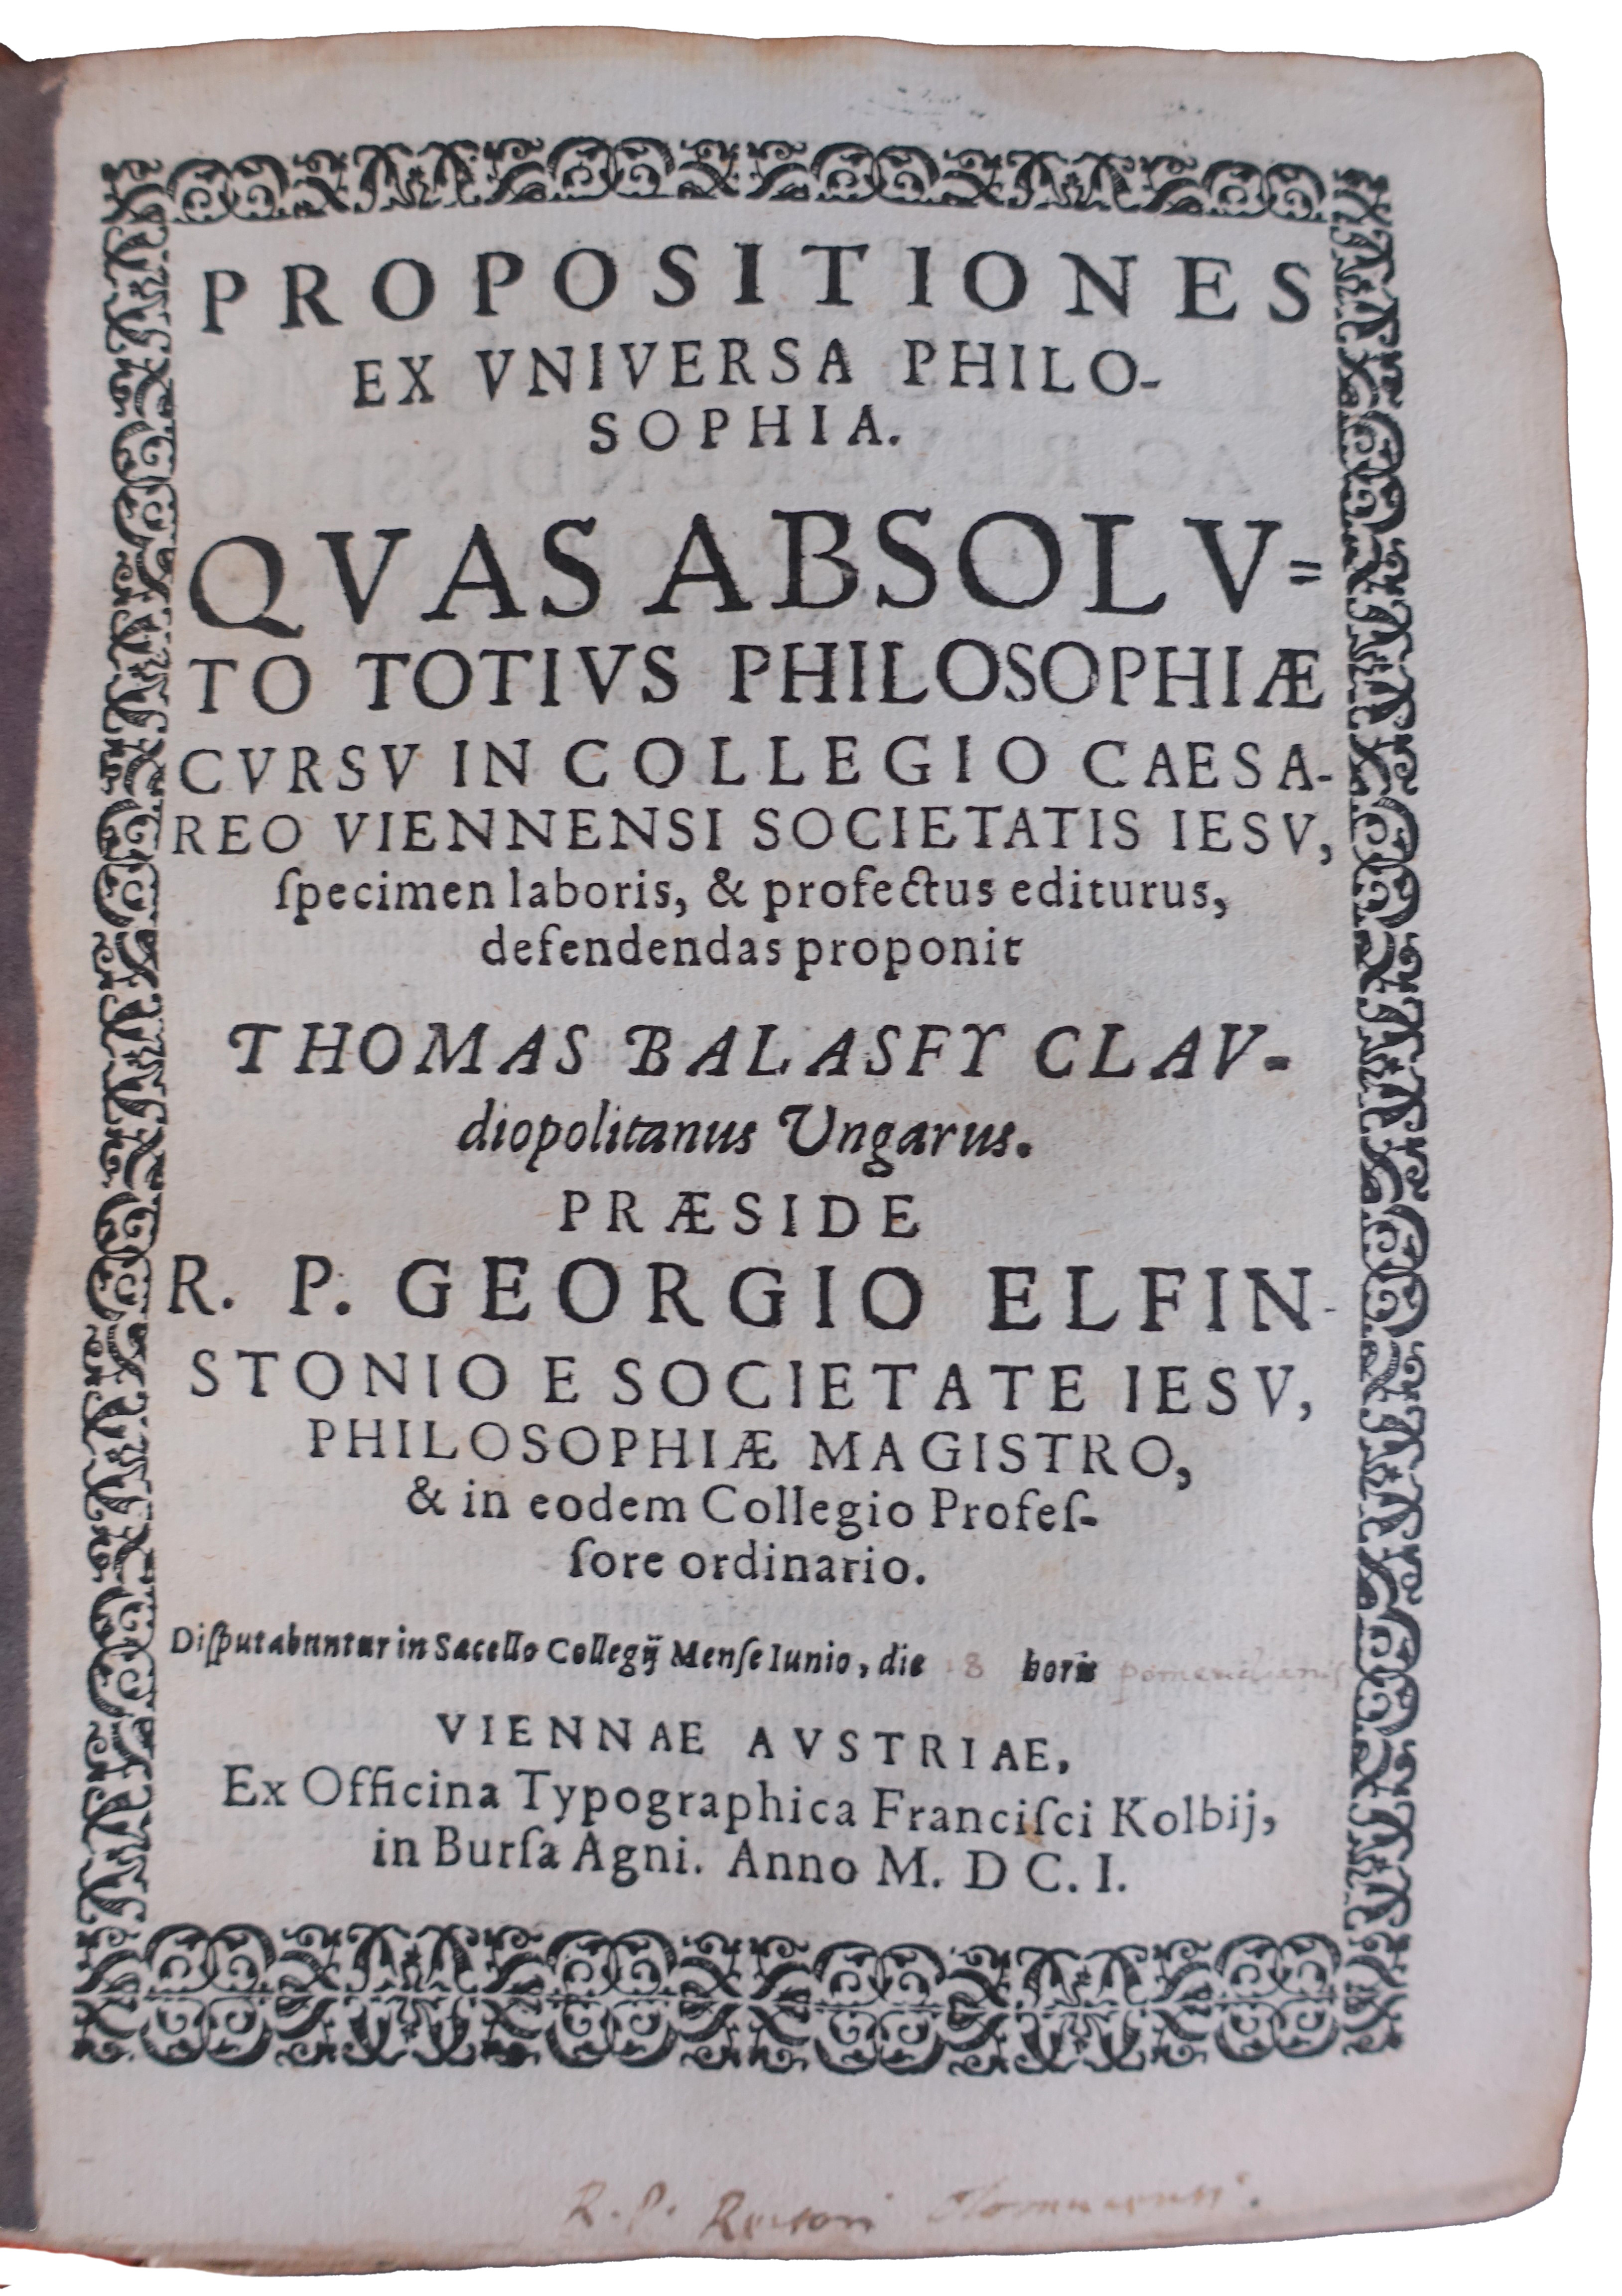 PROPOSITIONES
EX VNIVERSA PHILO-
SOPHIA.
QVAS ABSOLV=
TO TOTIVS PHILOSOPHIÆ
CVRSV IN COLLEGIO CAESA-
REO VIENNENSI SOCIETATIS IESV,
ſpecimen laboris, & profectus editurus,
defendendas proponit
THOMAS BALASFY CLAV-
diopolitanus Ungarus.
PRÆSIDE
R. P. GEORGIO ELFIN-
STONIO E SOCIETATE IESV,
PHILOSOPHIÆ MAGISTRO,
& in eodem Collegio Profeſ-
ſore ordinario.
Diſputabuntur in Sacello Collegij Menſe Iunio, die 8 horis pomeridianis
VIENNAE AVSTRIAE,
Ex Officina Typographica Franciſci Kolbij,
in Burſa Agni. Anno M. D C. I.
R. P. Rectori